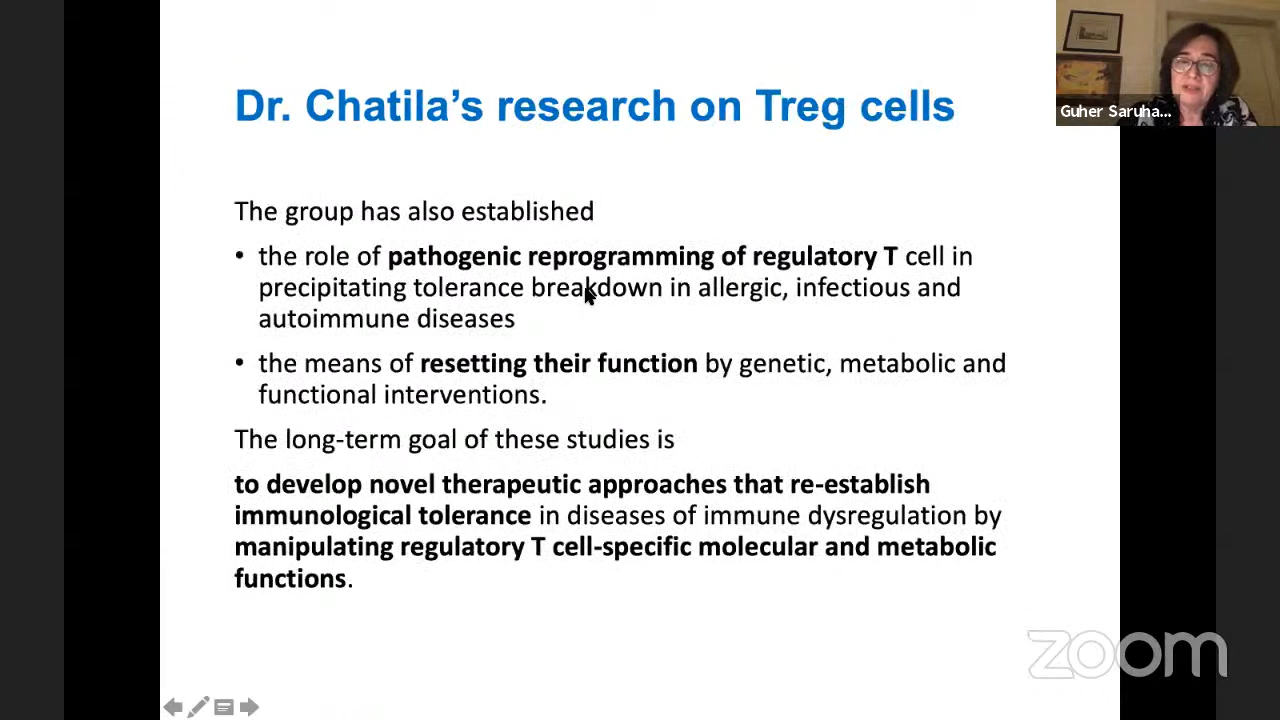 Dr. Chatila’s research on Treg cells
Guher Saruha...
The group has also established
• the role of pathogenic reprogramming of regulatory T cell in
precipitating tolerance breakdown in allergic, infectious and
autoimmune diseases
• the means of resetting their function by genetic, metabolic and
functional interventions.
The long-term goal of these studies is
to develop novel therapeutic approaches that re-establish
immunological tolerance in diseases of immune dysregulation by
manipulating regulatory T cell-specific molecular and metabolic
functions.
zoom